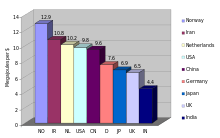 Megajoules per $
14
12
10
8
6
4
2
0
12.9
10.8
10.2
9.8
9.6
7.6
6.9
6.5
4.4
NO IR NL USA CN D JP UK IN
Norway
Iran
Netherlands
USA
China
Germany
Japan
UK
India